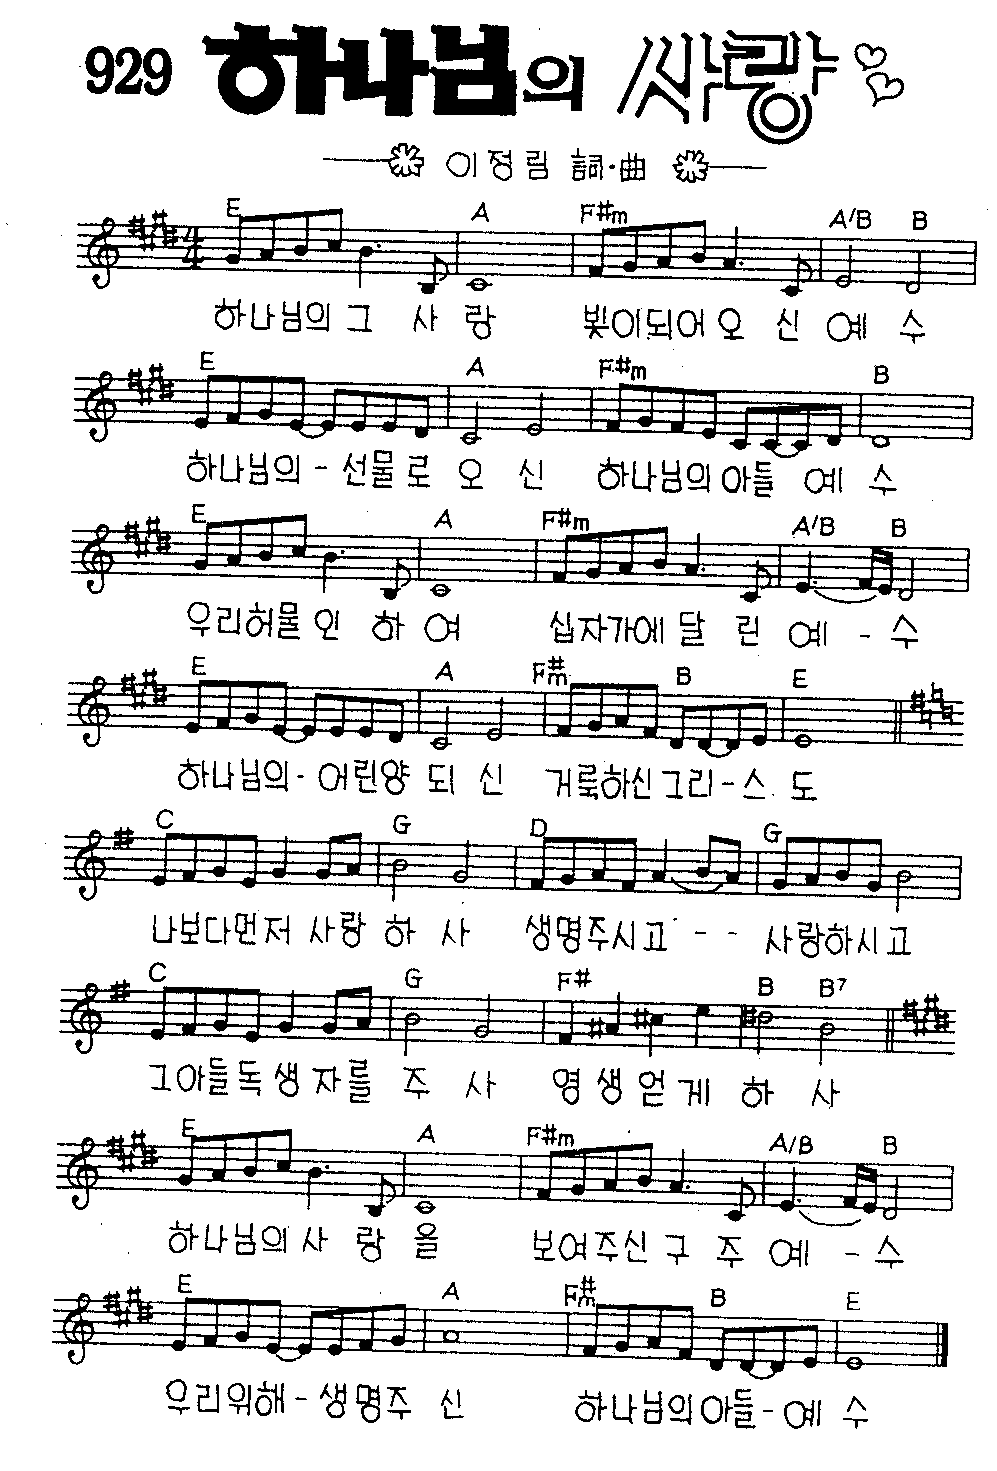 929 하나님의 싸랑
이정림 詞·曲
E A F#m A/B B
하나님의 그 사 랑 빛이되어 오 신 예 수
E A F#m B
하나님의 - 선물로 오 신 하나님의 아들 예 수
E A F#m A/B B
우리허물 인 하 여 십자가에 달 린 예 - 수
E A F#m B E
하나님의 - 어린양 되 신 거룩하신 그리 - 스 도
C G D G
나보다먼저 사랑 하 사 생명주시고 - - 사랑하시고
C G F# B B7
그아들독생 자를 주 사 영 생 얻 게 하 사
E A F#m A/B B
하나님의 사 랑 을 보여주신 구 주 예 - 수
E A F#m B E
우리위해 - 생명주 신 하나님의 아들 - 예 수